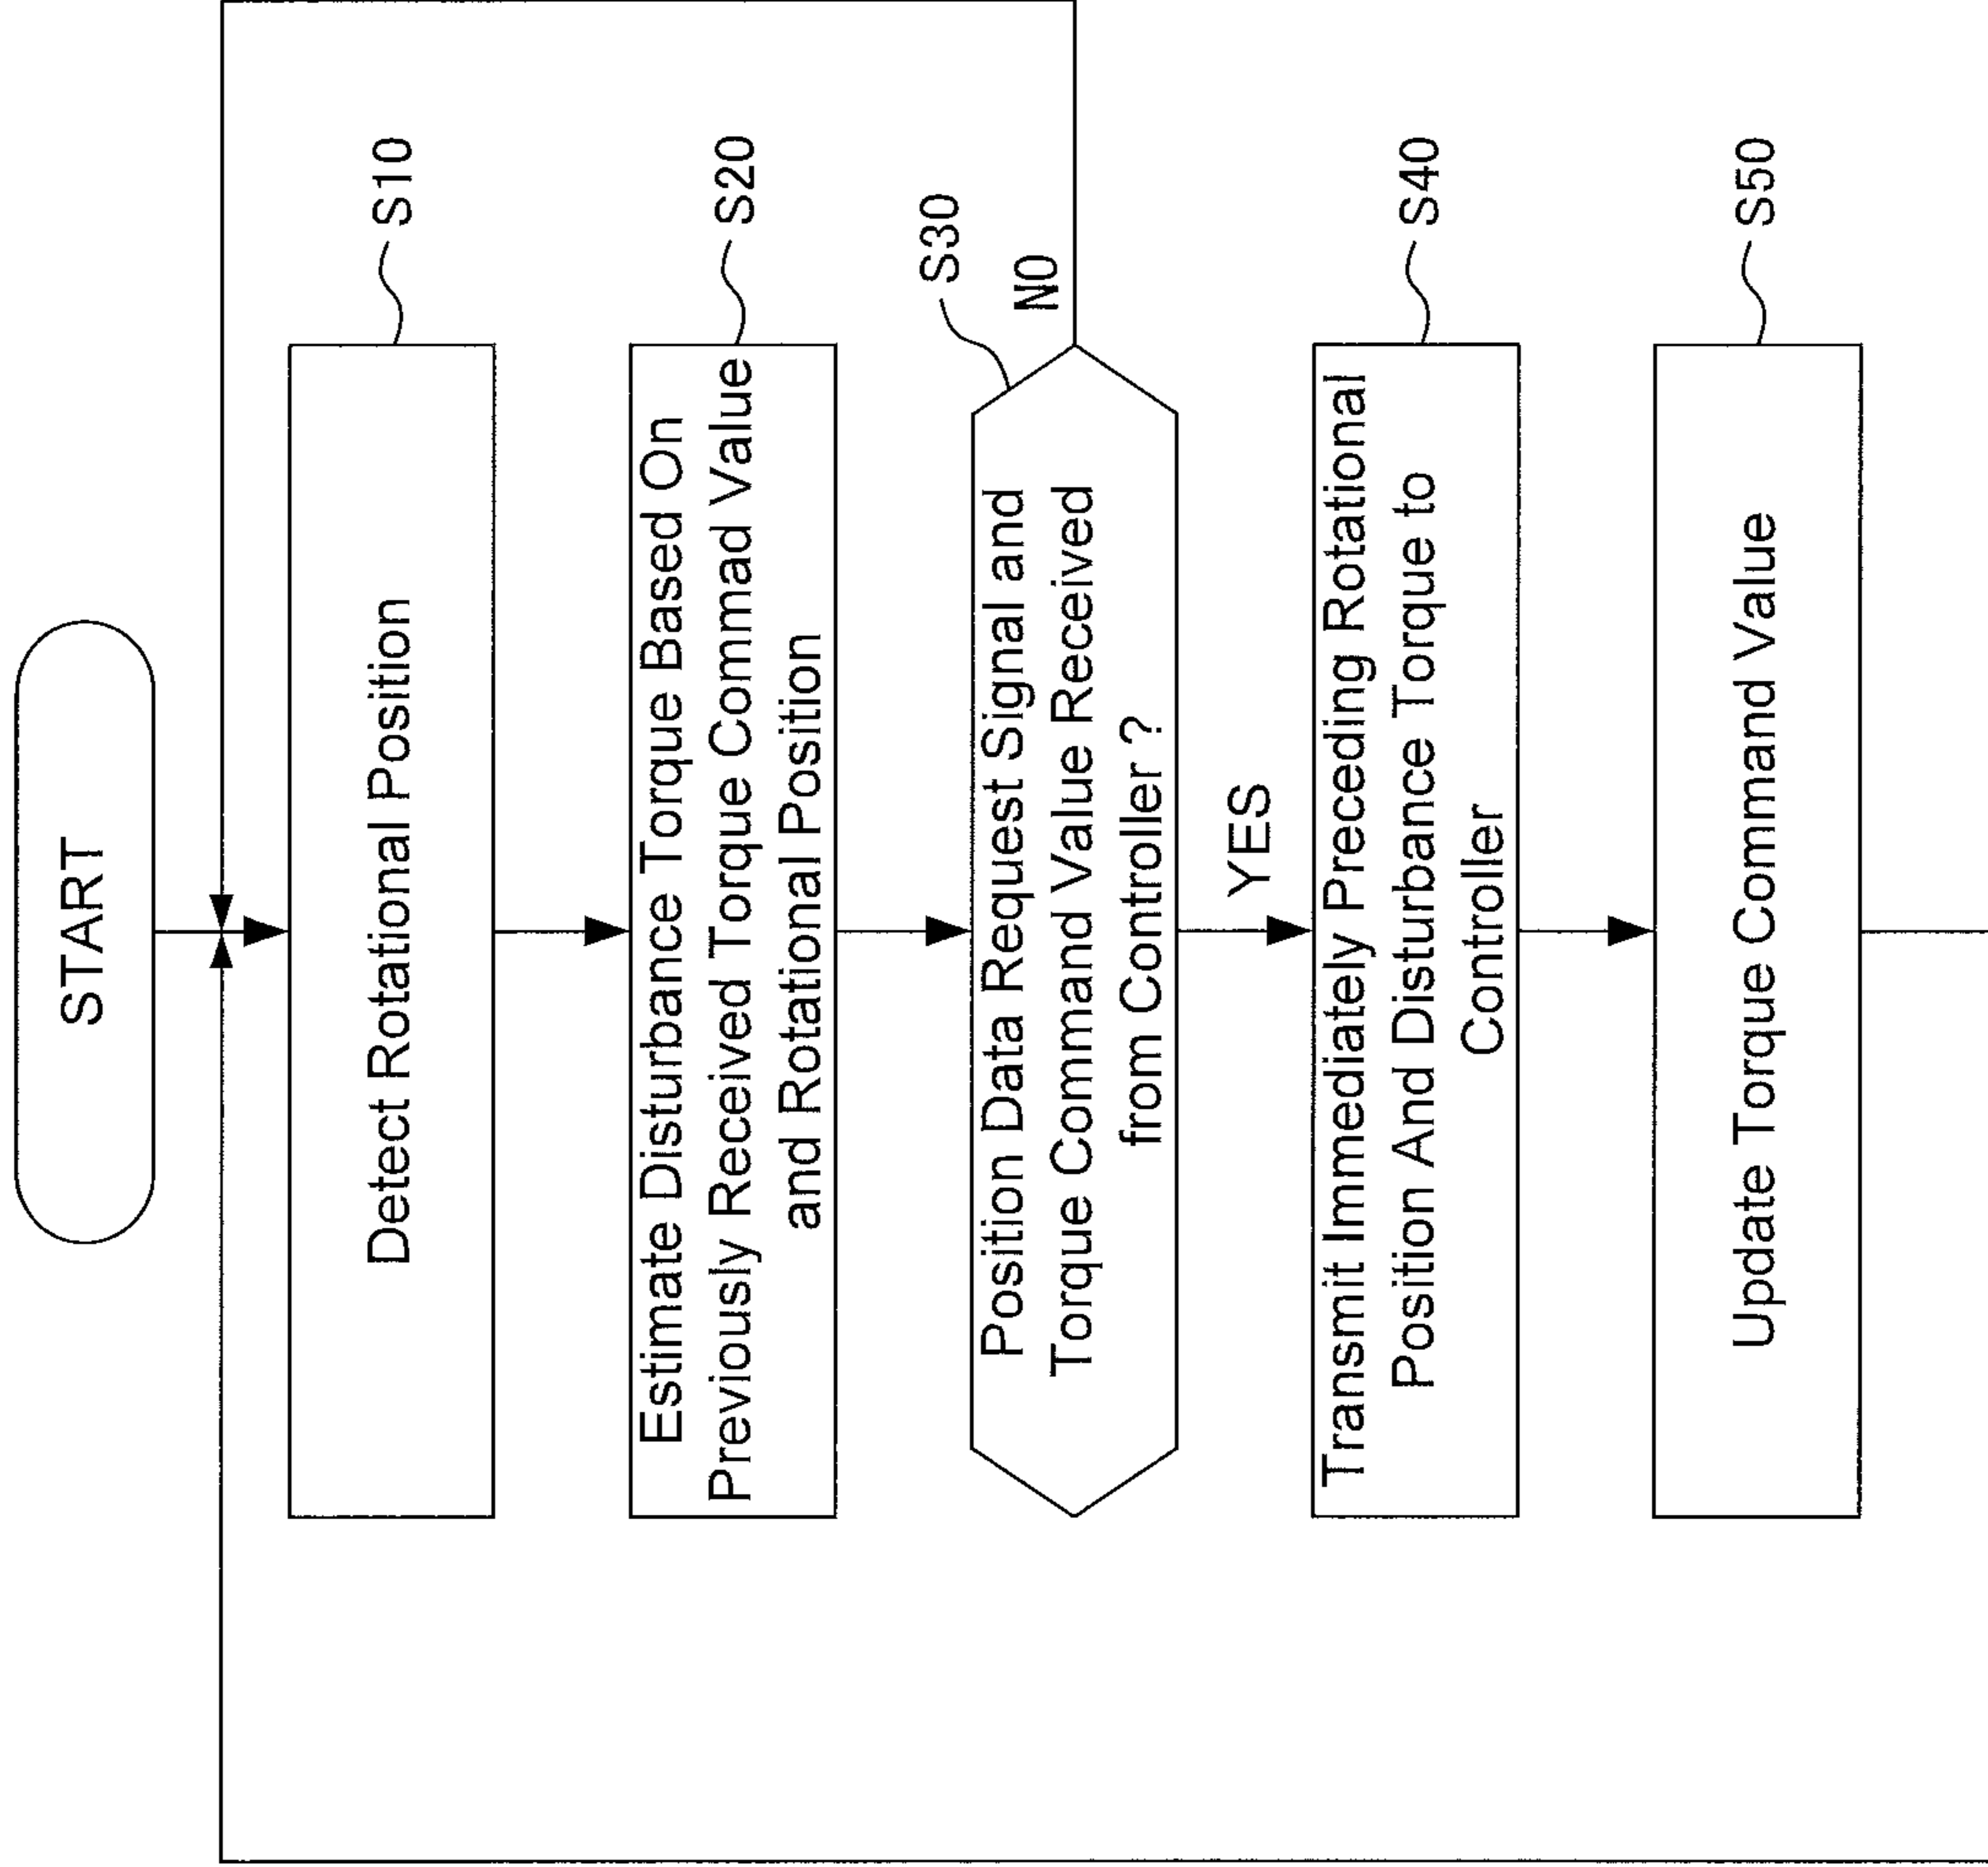 START
Detect Rotational Position
S10
Estimate Disturbance Torque Based On
Previously Received Torque Commad Value
and Rotational Position
S20
Position Data Request Signal and
Torque Command Value Received
from Controller ?
S30
NO
YES
Transmit Immediately Preceding Rotational
Position And Disturbance Torque to
Controller
S40
Update Torque Command Value
S50